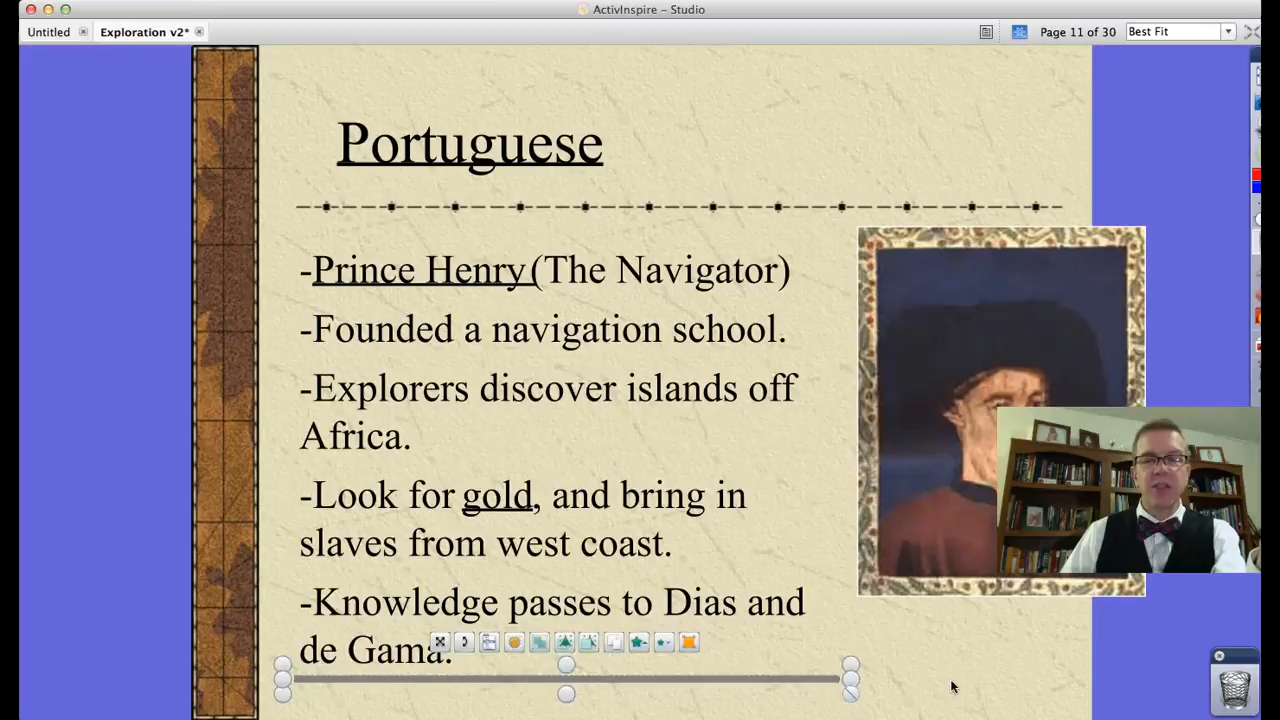 ActivInspire – Studio
Untitled
Exploration v2*
Page 11 of 30
Best Fit
Portuguese
-Prince Henry (The Navigator)
-Founded a navigation school.
-Explorers discover islands off
Africa.
-Look for gold, and bring in
slaves from west coast.
-Knowledge passes to Dias and
de Gama.